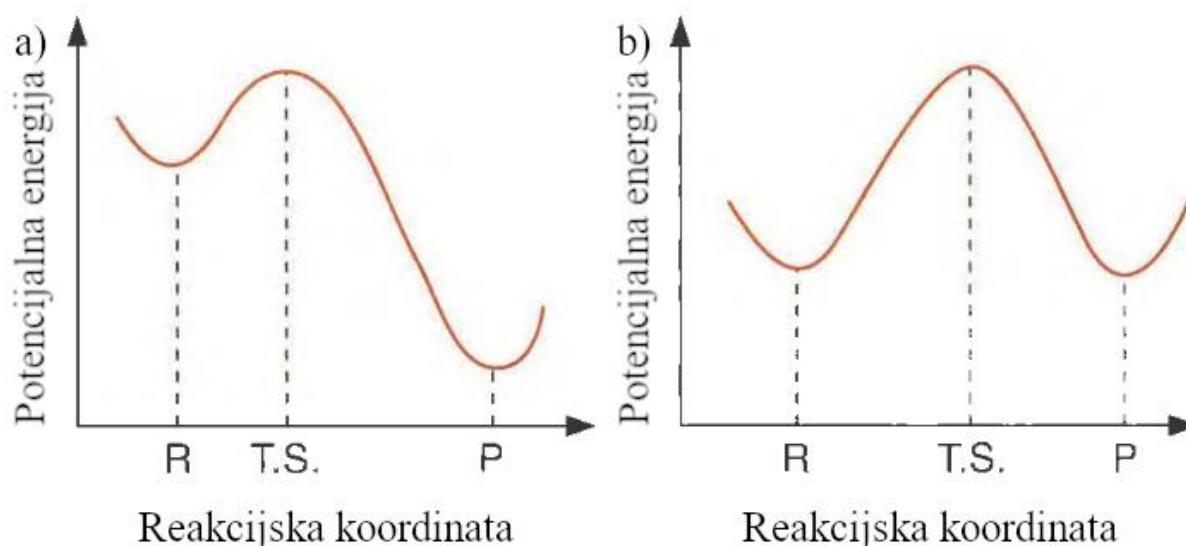 a)
Potencijalna energija
R T.S. P
Reakcijska koordinata
b)
Potencijalna energija
R T.S. P
Reakcijska koordinata